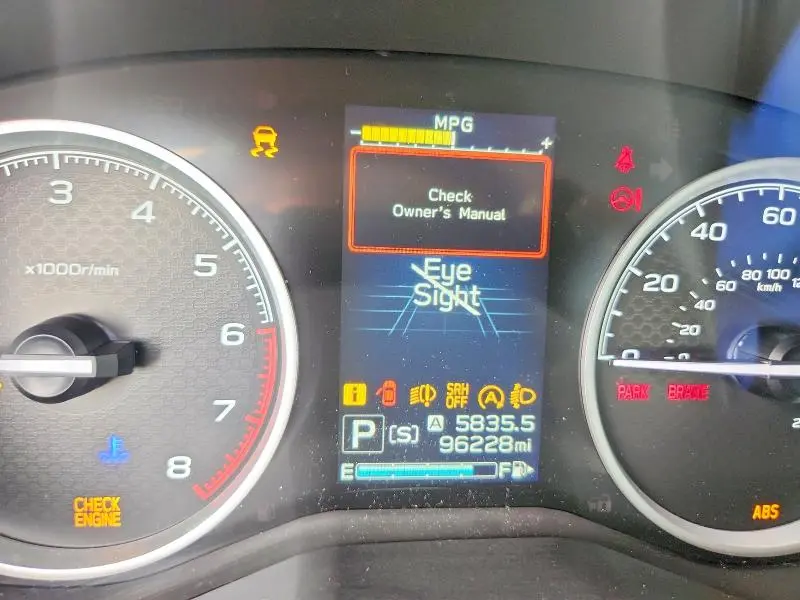 MPG
- +
Check
Owner's Manual
Eye
Sight
3
4
5
6
7
8
x1000r/min
CHECK
ENGINE
i
SRH
OFF
A
P
[S]
A 5835.5
96228mi
E F
0
20
40
60
20
40
60
80
100
km/h
PARK BRAKE
ABS